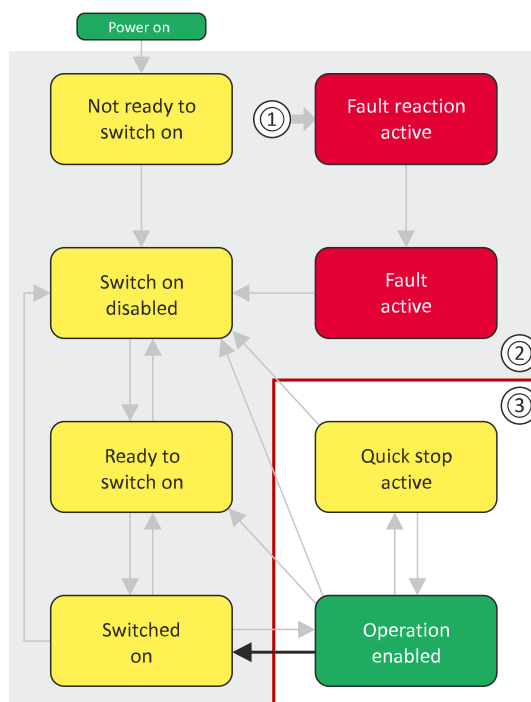 Power on
Not ready to
switch on
①
Fault reaction
active
Switch on
disabled
Fault
active
②
③
Ready to
switch on
Quick stop
active
Switched
on
Operation
enabled